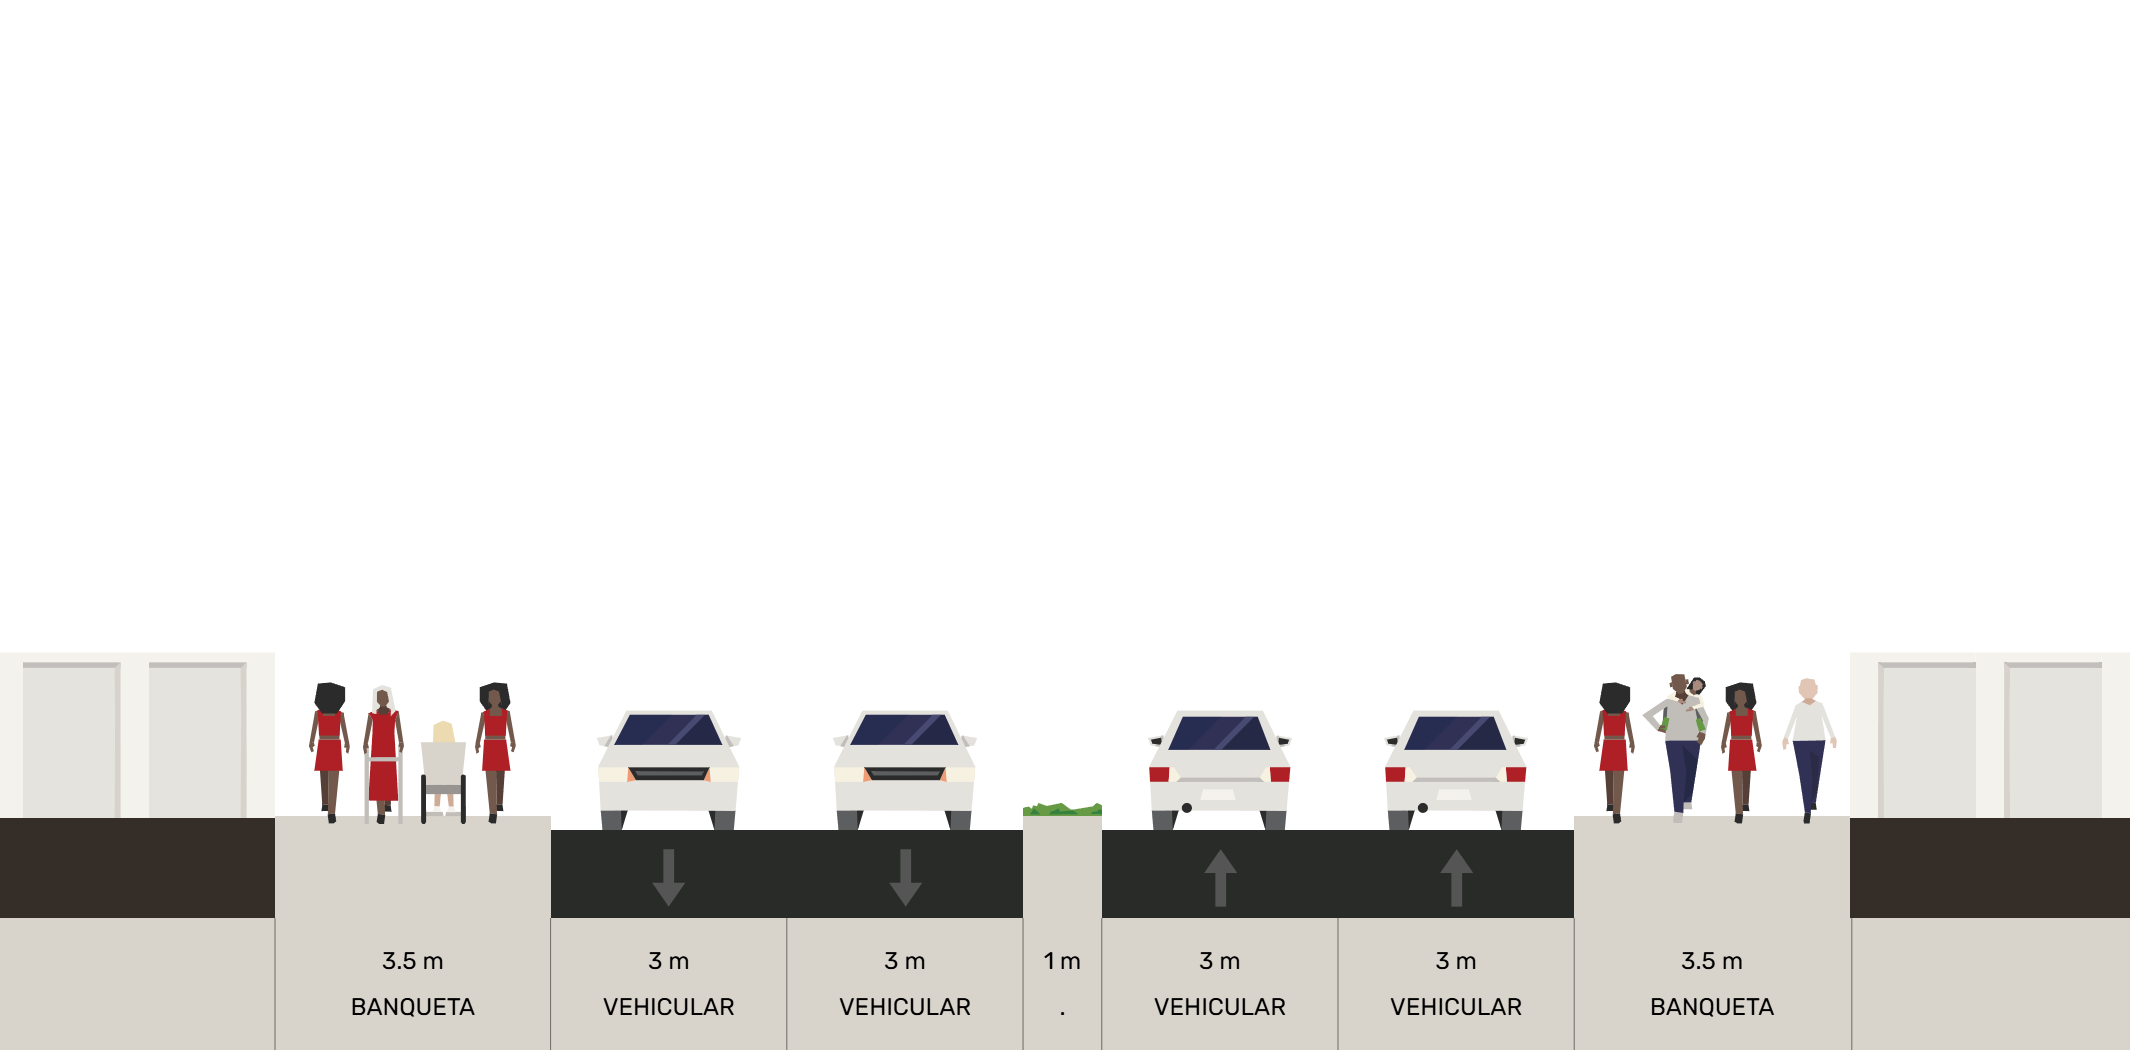 3.5 m
BANQUETA
3 m
VEHICULAR
3 m
VEHICULAR
1 m
.
3 m
VEHICULAR
3 m
VEHICULAR
3.5 m
BANQUETA